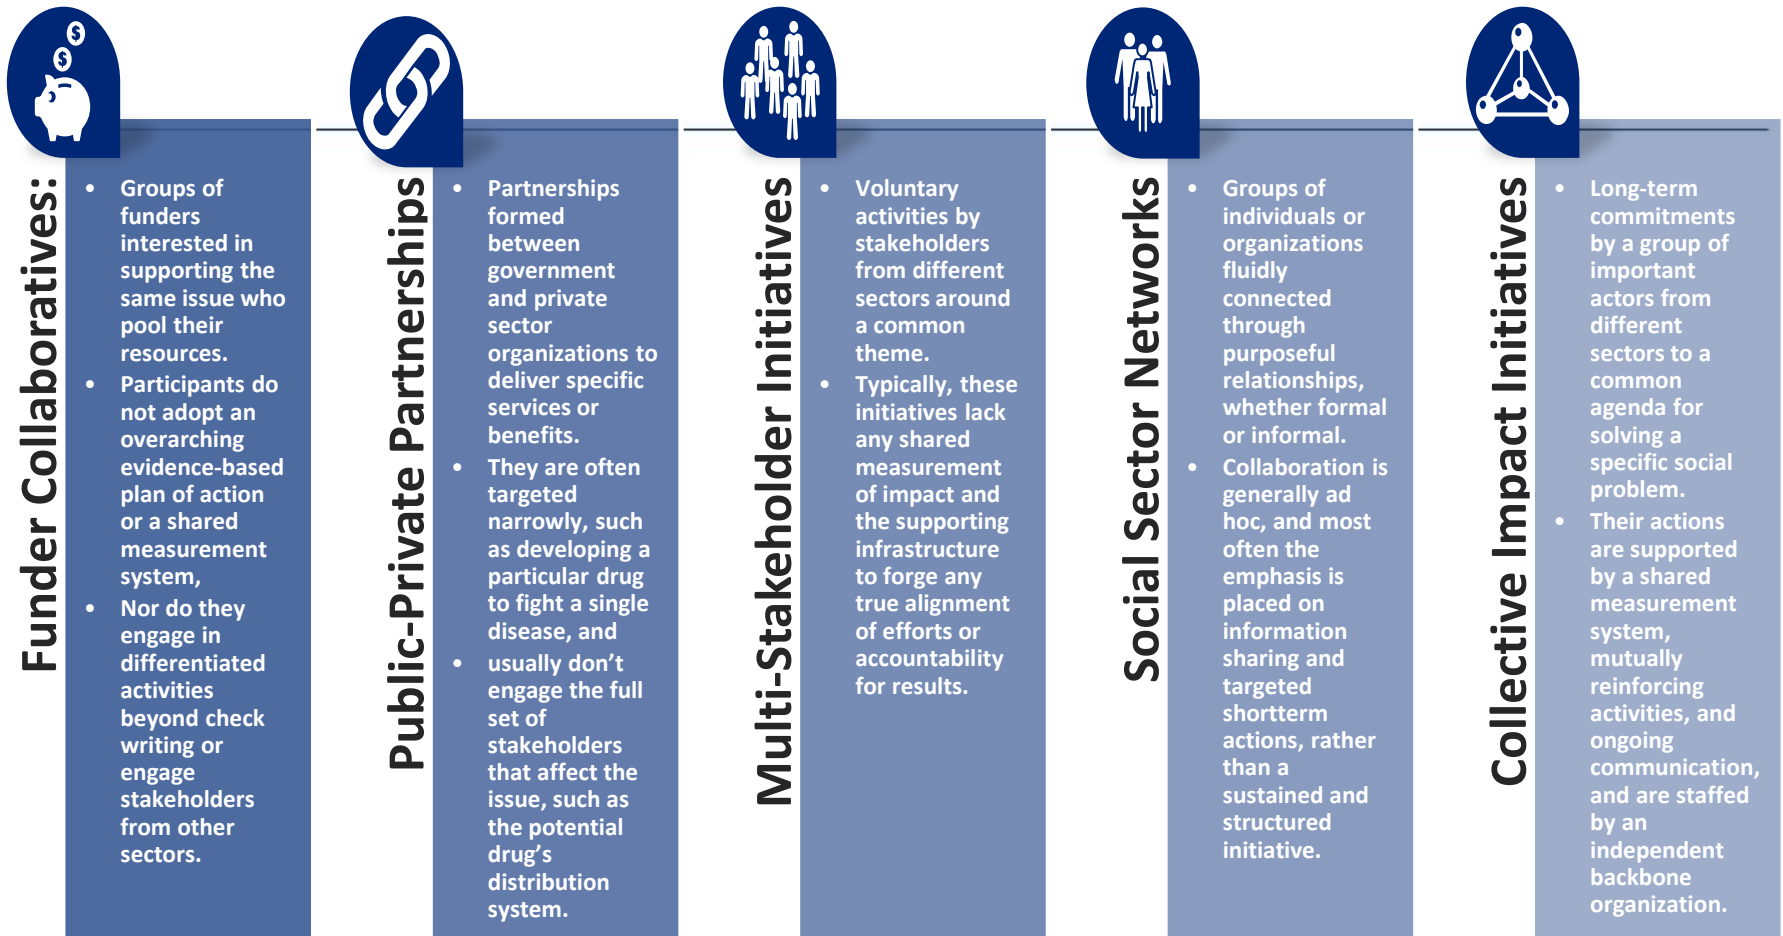 $
$
Funder Collaboratives:
• Groups of
funders
interested in
supporting the
same issue who
pool their
resources.
• Participants do
not adopt an
overarching
evidence-based
plan of action
or a shared
measurement
system,
• Nor do they
engage in
differentiated
activities
beyond check
writing or
engage
stakeholders
from other
sectors.
Public-Private Partnerships
• Partnerships
formed
between
government
and private
sector
organizations to
deliver specific
services or
benefits.
• They are often
targeted
narrowly, such
as developing a
particular drug
to fight a single
disease, and
• usually don’t
engage the full
set of
stakeholders
that affect the
issue, such as
the potential
drug’s
distribution
system.
Multi-Stakeholder Initiatives
• Voluntary
activities by
stakeholders
from different
sectors around
a common
theme.
• Typically, these
initiatives lack
any shared
measurement
of impact and
the supporting
infrastructure
to forge any
true alignment
of efforts or
accountability
for results.
Social Sector Networks
• Groups of
individuals or
organizations
fluidly
connected
through
purposeful
relationships,
whether formal
or informal.
• Collaboration is
generally ad
hoc, and most
often the
emphasis is
placed on
information
sharing and
targeted
shortterm
actions, rather
than a
sustained and
structured
initiative.
Collective Impact Initiatives
• Long-term
commitments
by a group of
important
actors from
different
sectors to a
common
agenda for
solving a
specific social
problem.
• Their actions
are supported
by a shared
measurement
system,
mutually
reinforcing
activities, and
ongoing
communication,
and are staffed
by an
independent
backbone
organization.